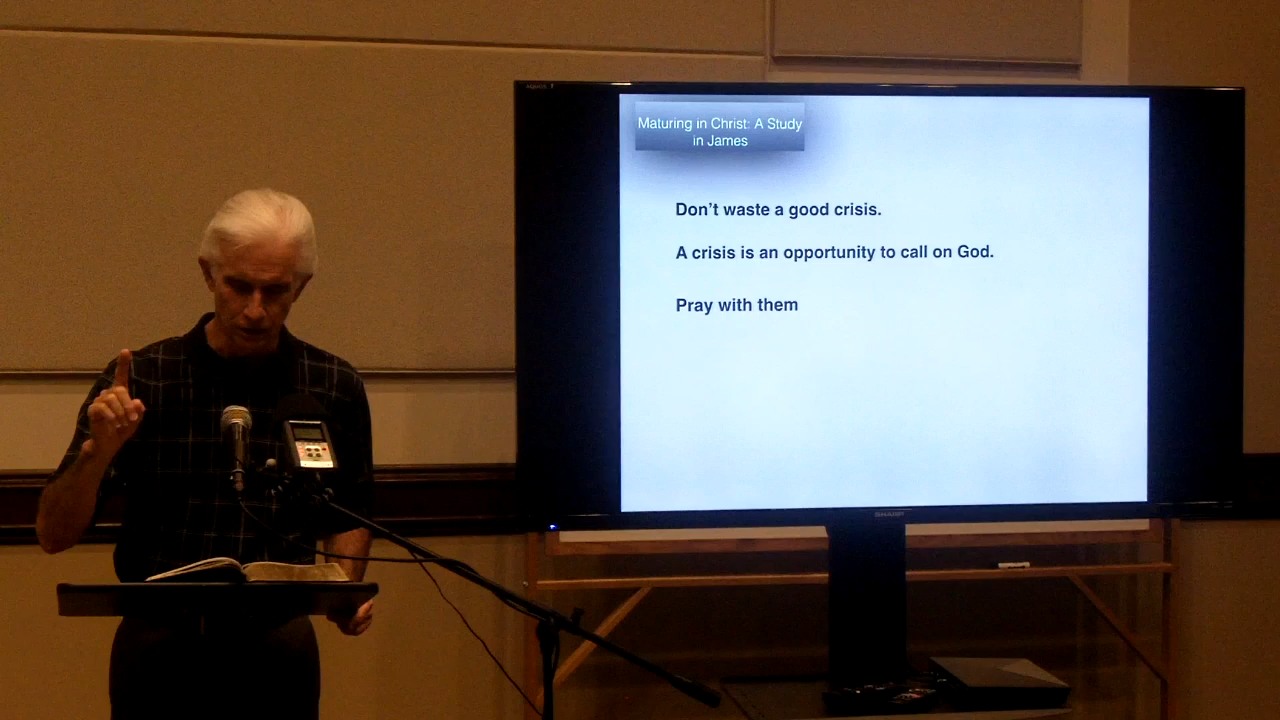 Maturing in Christ: A Study
in James
Don't waste a good crisis.
A crisis is an opportunity to call on God.
Pray with them
SHARP